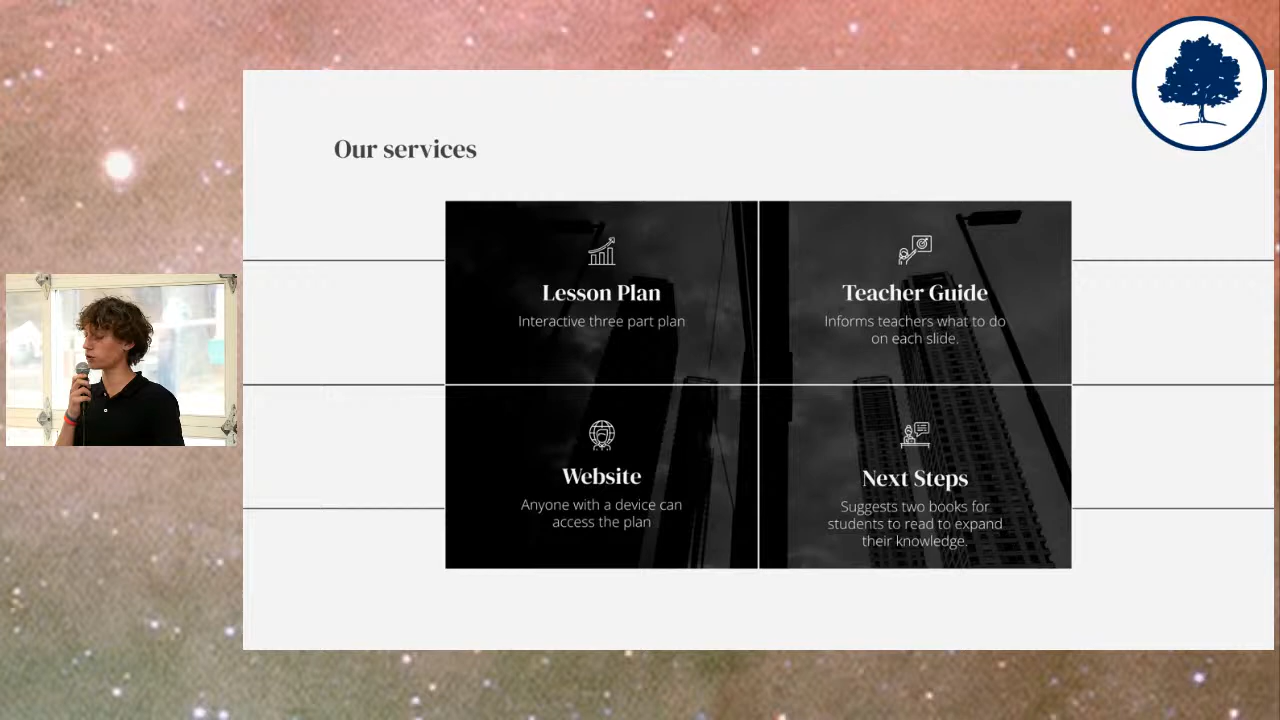 Our services
Lesson Plan
Interactive three part plan
Teacher Guide
Informs teachers what to do
on each slide.
Website
Anyone with a device can
access the plan
Next Steps
Suggests two books for
students to read to expand
their knowledge.